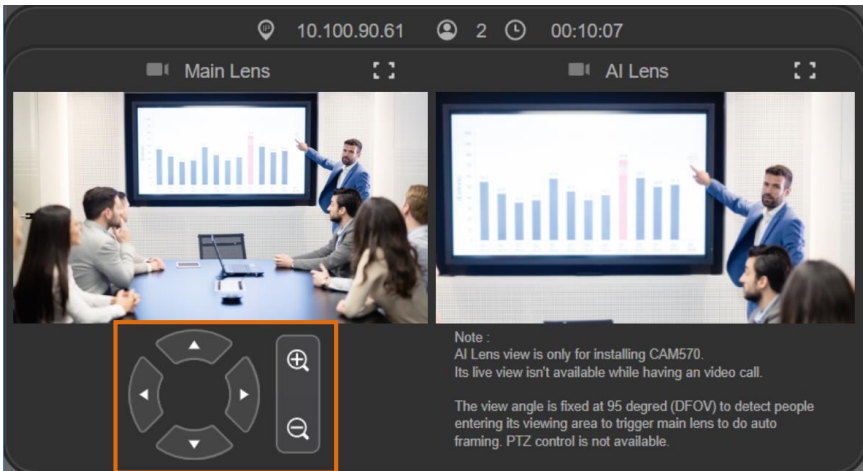 IP 10.100.90.61 2 00:10:07
Main Lens
AI Lens
Note :
AI Lens view is only for installing CAM570.
Its live view isn't available while having an video call.
The view angle is fixed at 95 degred (DFOV) to detect people
entering its viewing area to trigger main lens to do auto
framing. PTZ control is not available.